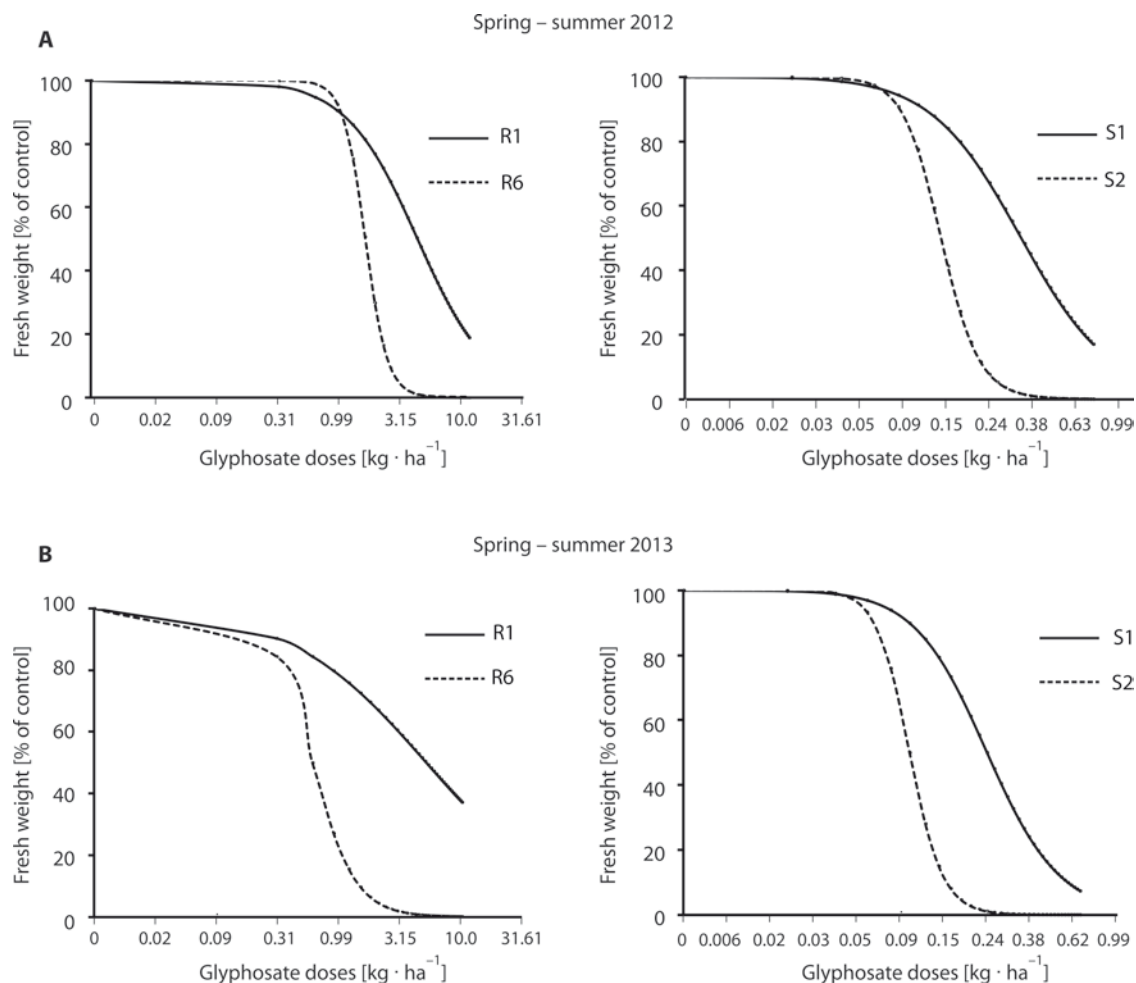 Spring – summer 2012
A
Fresh weight [% of control]
100
80
60
40
20
0
R1
R6
0 0.02 0.09 0.31 0.99 3.15 10.0 31.61
Glyphosate doses [kg · ha⁻¹]
Fresh weight [% of control]
100
80
60
40
20
0
S1
S2
0 0.006 0.02 0.03 0.05 0.09 0.15 0.24 0.38 0.63 0.99
Glyphosate doses [kg · ha⁻¹]
Spring – summer 2013
B
Fresh weight [% of control]
100
80
60
40
20
0
R1
R6
0 0.02 0.09 0.31 0.99 3.15 10.0 31.61
Glyphosate doses [kg · ha⁻¹]
Fresh weight [% of control]
100
80
60
40
20
0
S1
S2
0 0.006 0.02 0.03 0.05 0.09 0.15 0.24 0.38 0.62 0.99
Glyphosate doses [kg · ha⁻¹]